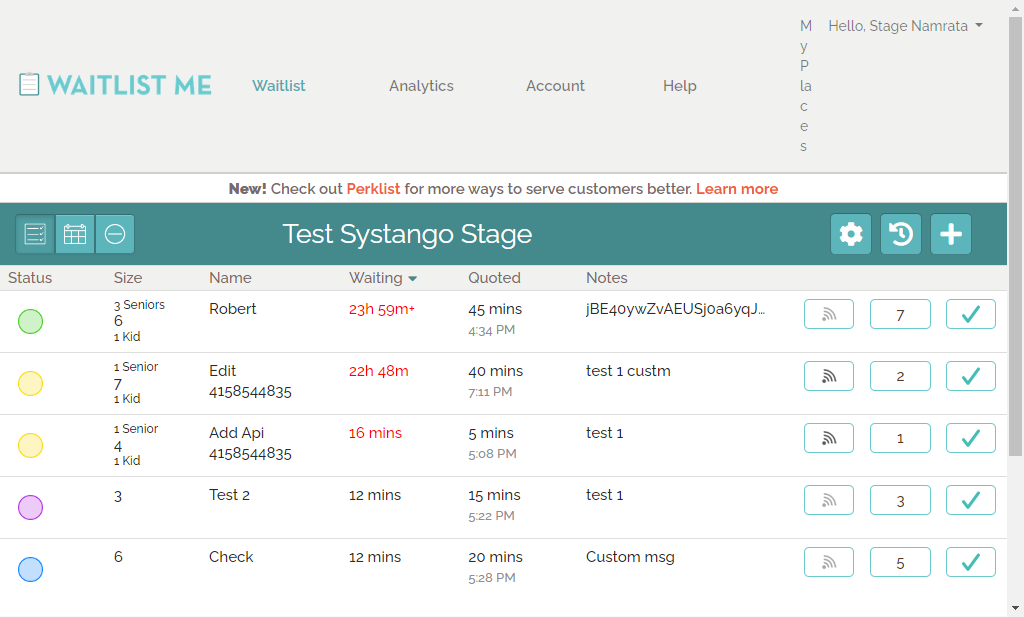 WAITLIST ME
Waitlist
Analytics
Account
Help
My Places
Hello, Stage Namrata
New! Check out Perklist for more ways to serve customers better. Learn more
Test Systango Stage
Status Size Name Waiting Quoted Notes
3 Seniors
6
1 Kid
Robert
23h 59m+
45 mins
4:34 PM
jBE40ywZvAEUSj0a6yqJ...
7
1 Senior
7
1 Kid
Edit
4158544835
22h 48m
40 mins
7:11 PM
test 1 custm
2
1 Senior
4
1 Kid
Add Api
4158544835
16 mins
5 mins
5:08 PM
test 1
1
3
Test 2
12 mins
15 mins
5:22 PM
test 1
3
6
Check
12 mins
20 mins
5:28 PM
Custom msg
5